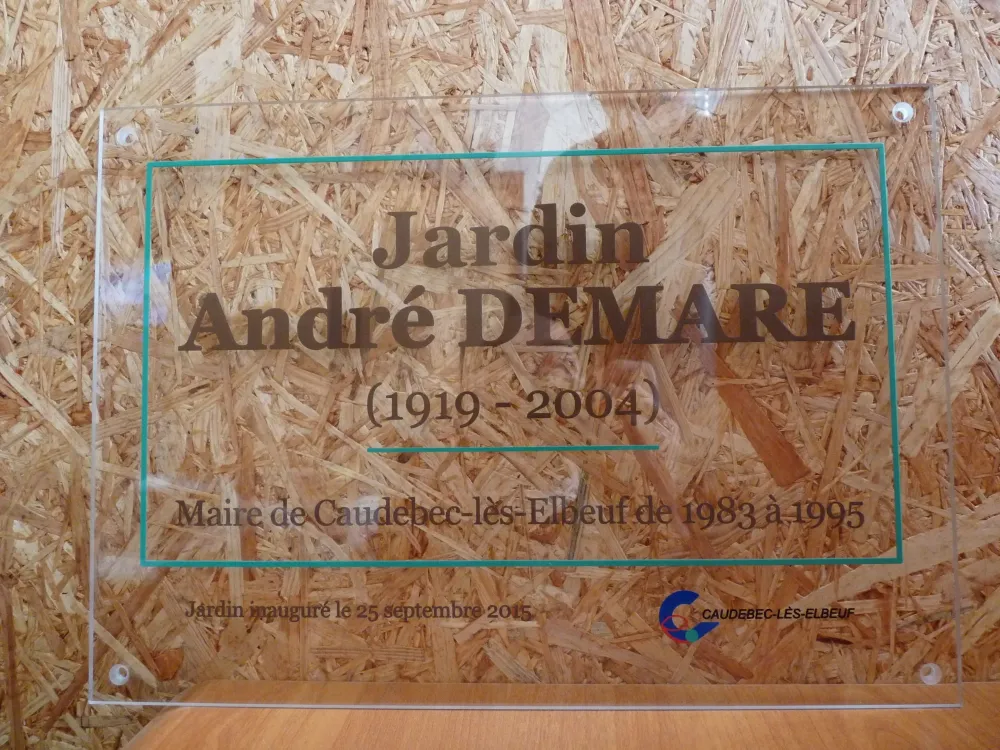 Jardin
André DEMARE
(1919 - 2004)
Maire de Caudebec-lès-Elbeuf de 1983 à 1995
Jardin inauguré le 25 septembre 2015
CAUDEBEC-LÈS-ELBEUF